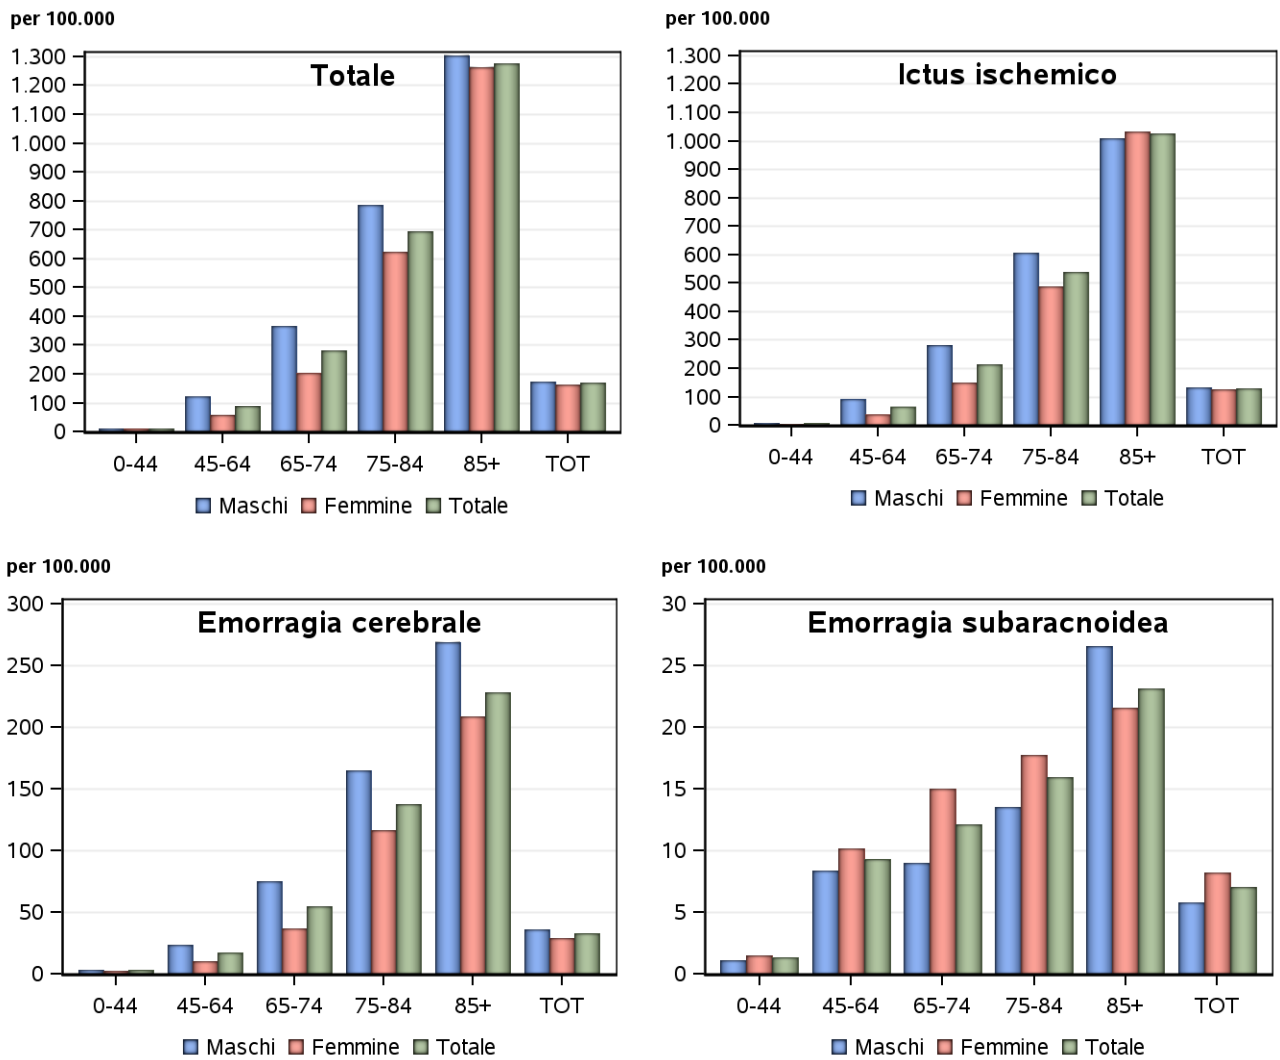 per 100.000
Totale
1.300
1.200
1.100
1.000
900
800
700
600
500
400
300
200
100
0
0-44 45-64 65-74 75-84 85+ TOT
Maschi Femmine Totale
per 100.000
Ictus ischemico
1.300
1.200
1.100
1.000
900
800
700
600
500
400
300
200
100
0
0-44 45-64 65-74 75-84 85+ TOT
Maschi Femmine Totale
per 100.000
Emorragia cerebrale
300
250
200
150
100
50
0
0-44 45-64 65-74 75-84 85+ TOT
Maschi Femmine Totale
per 100.000
Emorragia subaracnoidea
30
25
20
15
10
5
0
0-44 45-64 65-74 75-84 85+ TOT
Maschi Femmine Totale